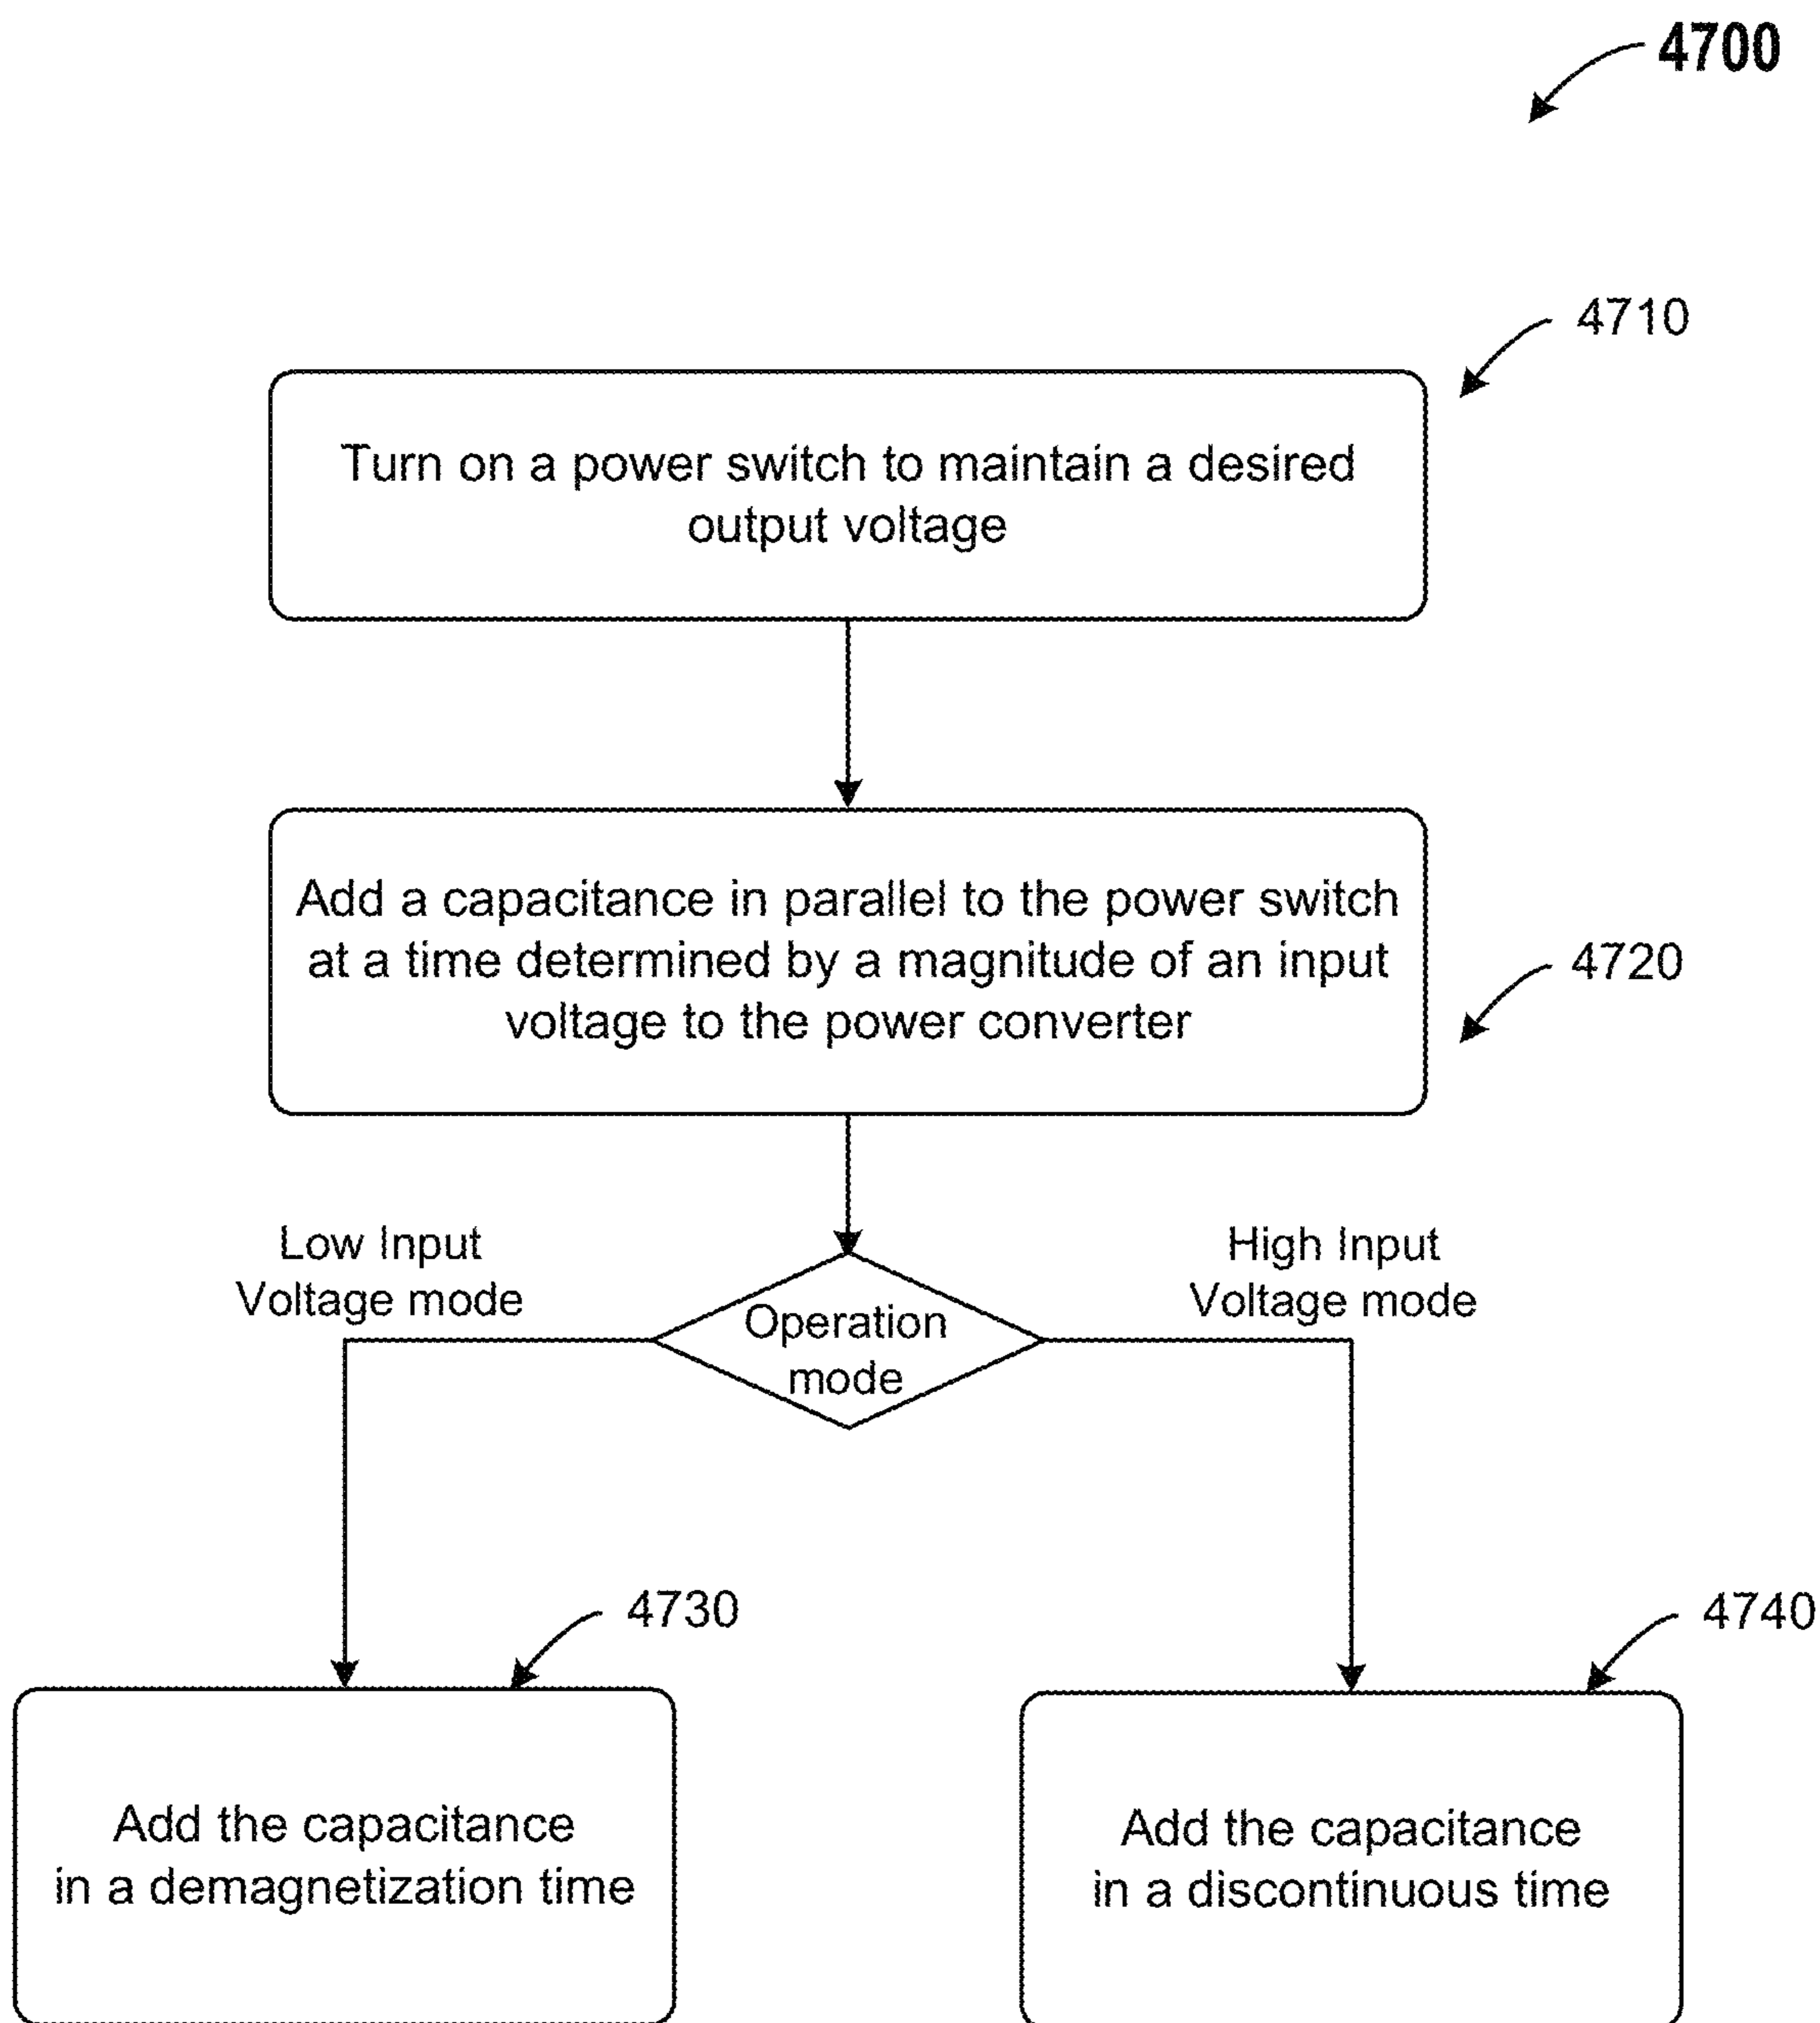 4700
4710
Turn on a power switch to maintain a desired
output voltage
Add a capacitance in parallel to the power switch
at a time determined by a magnitude of an input
voltage to the power converter
4720
Low Input
Voltage mode
High Input
Voltage mode
Operation
mode
4730
4740
Add the capacitance
in a demagnetization time
Add the capacitance
in a discontinuous time